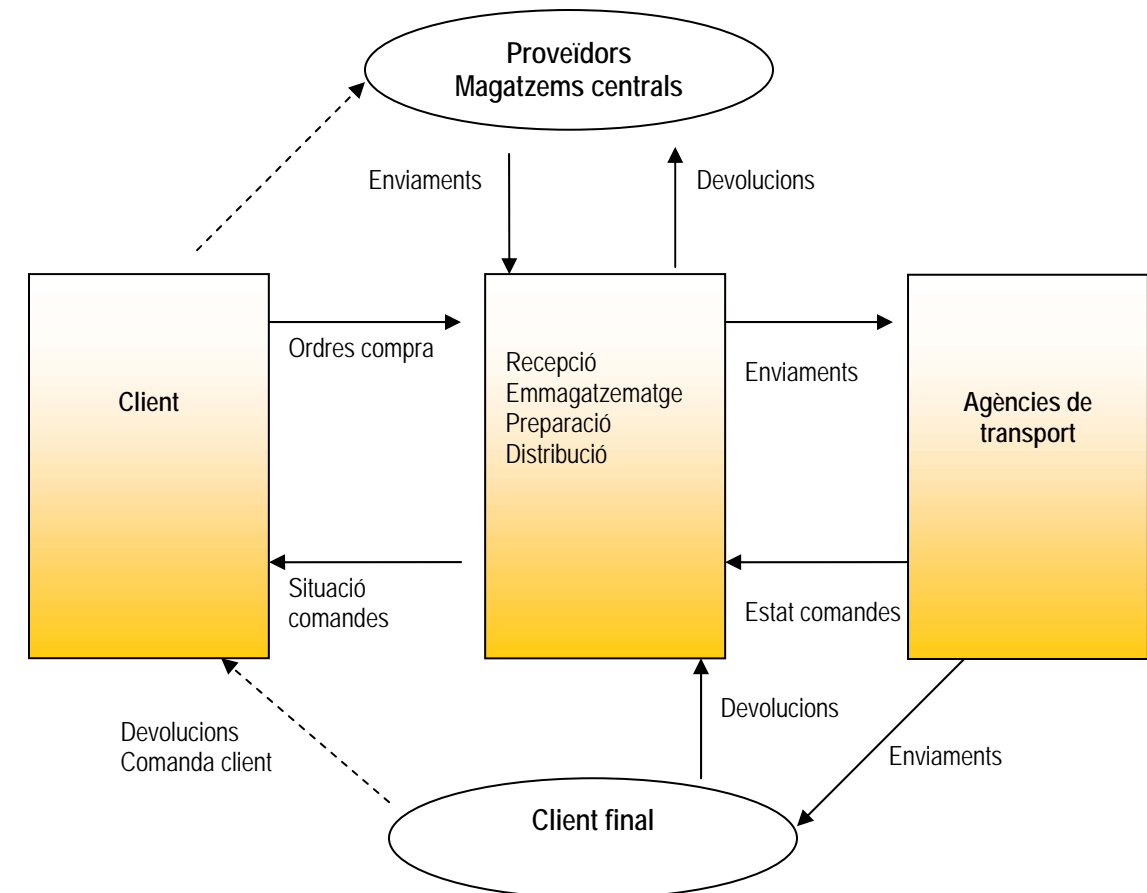 Proveïdors
Magatzems centrals
Enviaments
Devolucions
Ordres compra
Client
Recepció
Emmagatzematge
Preparació
Distribució
Enviaments
Agències de
transport
Situació
comandes
Estat comandes
Devolucions
Comanda client
Devolucions
Enviaments
Client final